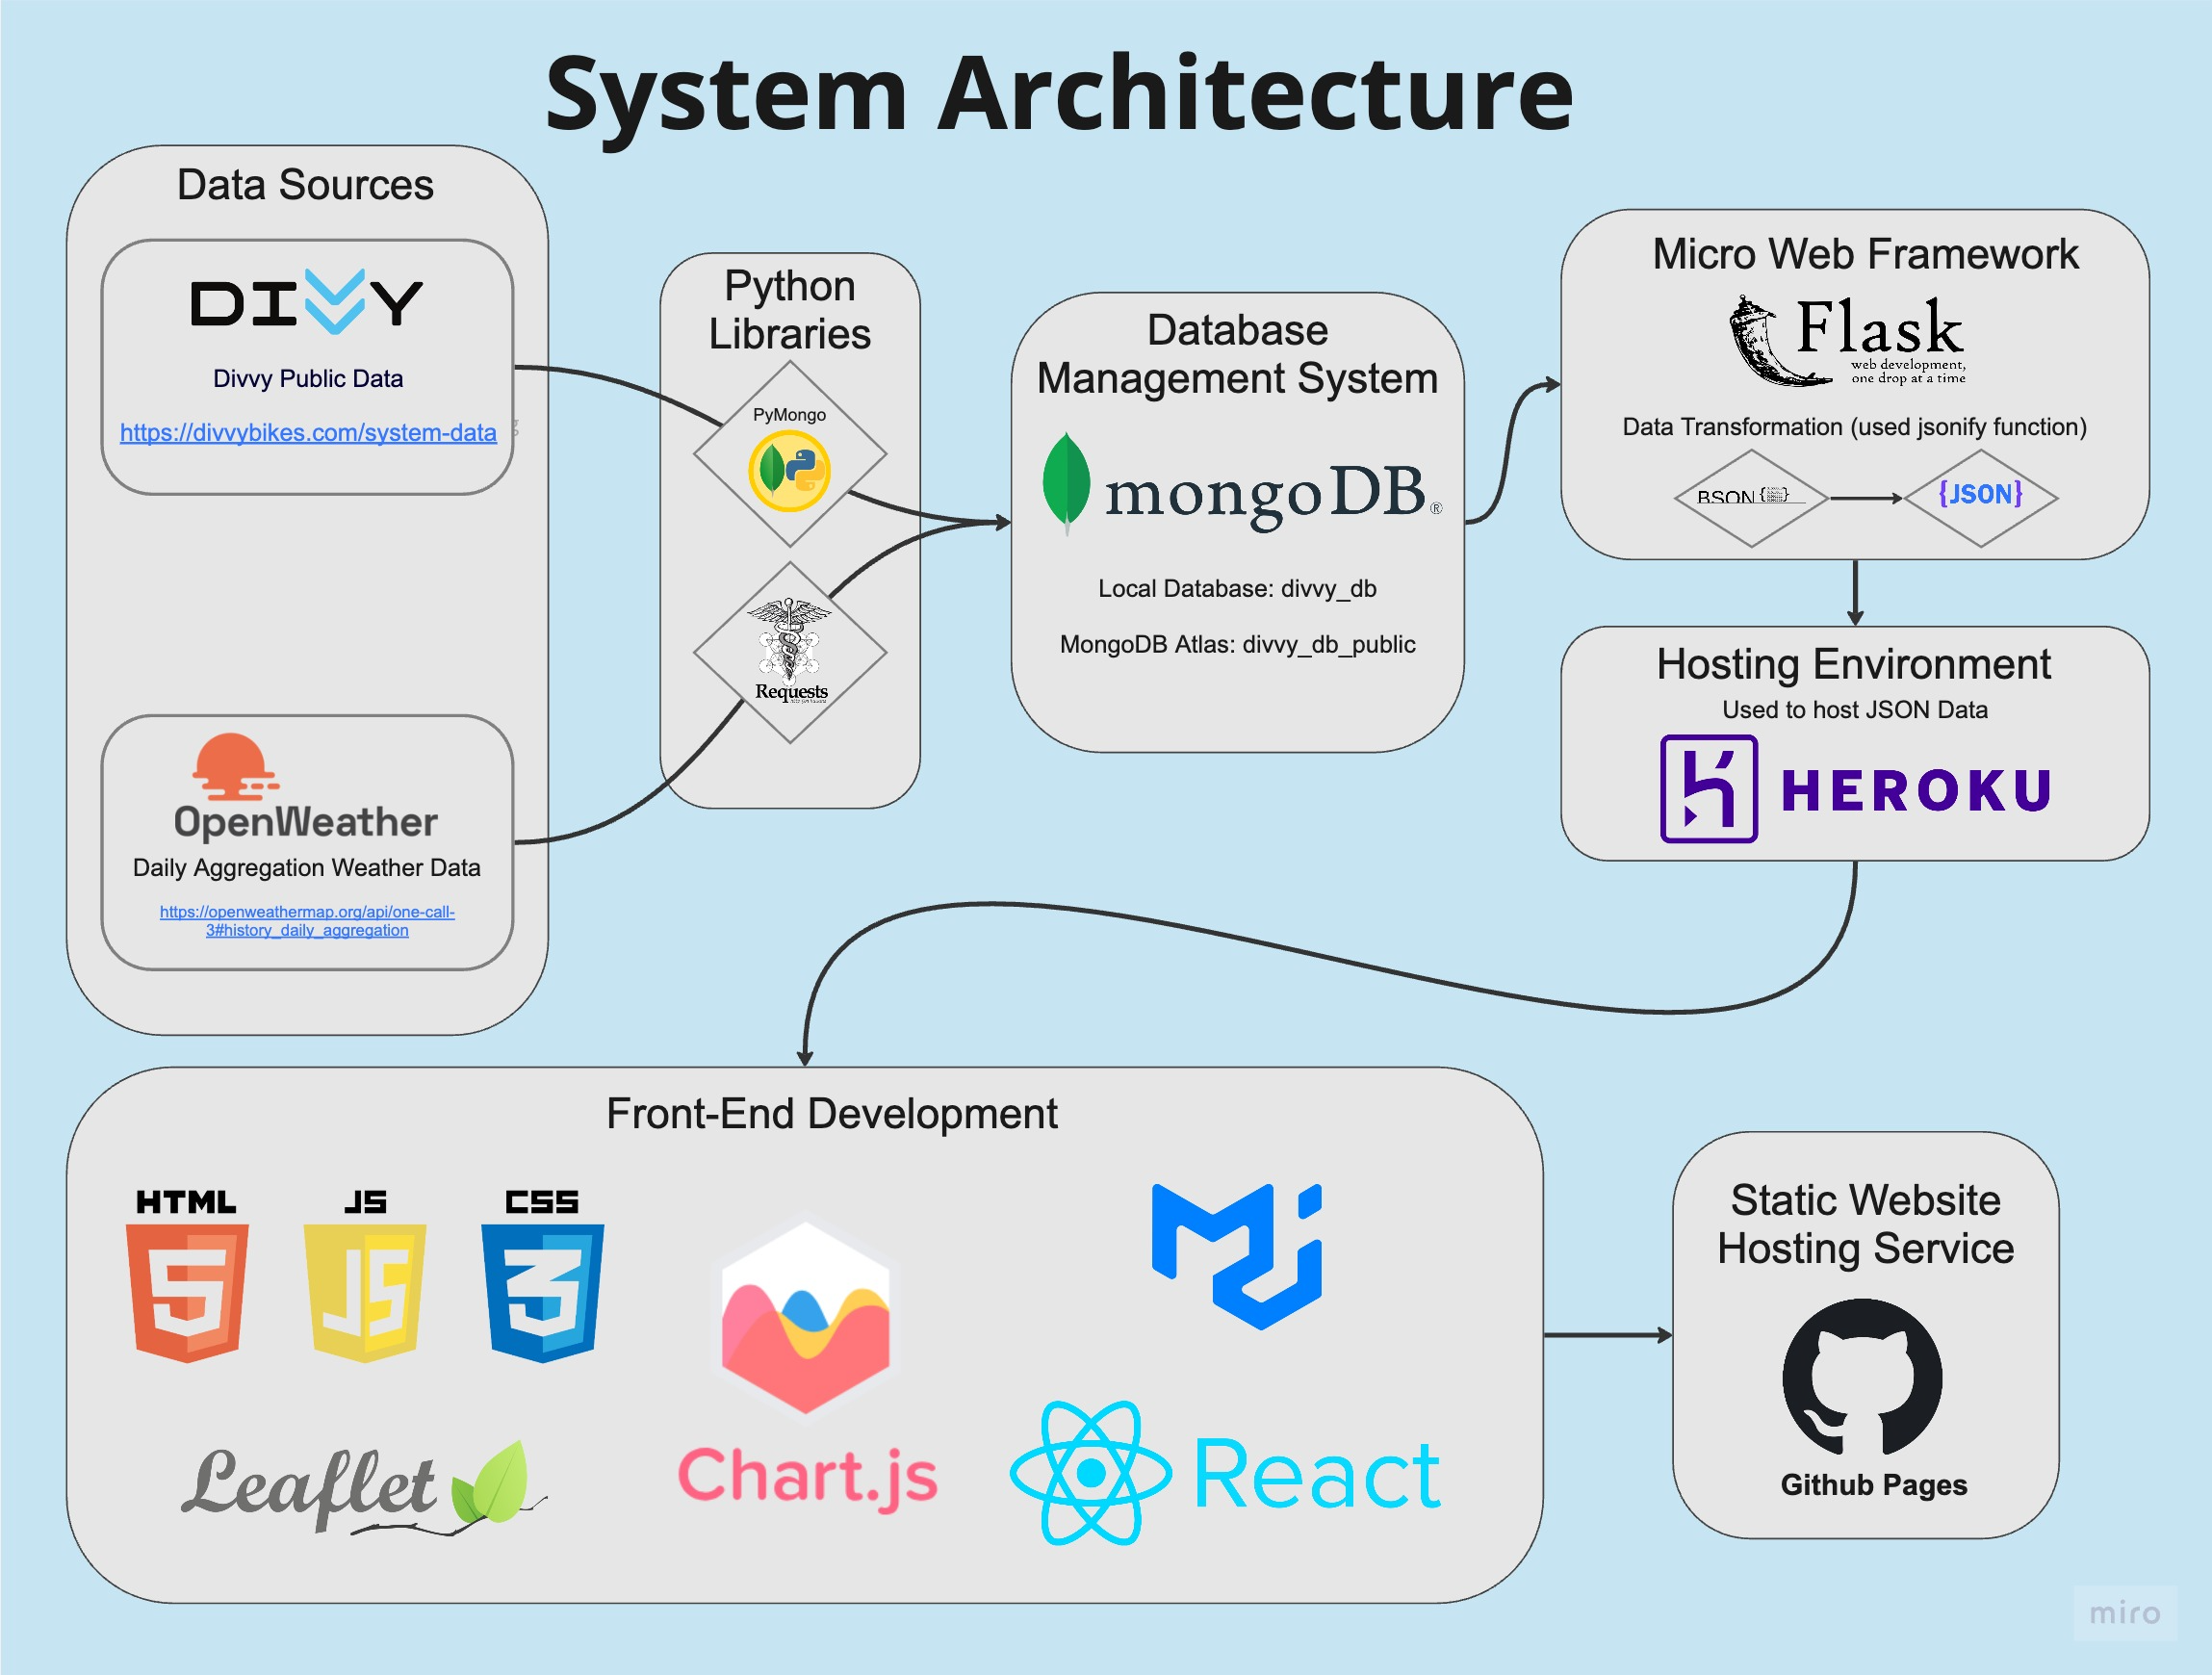 System Architecture
Data Sources
DIVVY
Divvy Public Data
https://divvybikes.com/system-data
OpenWeather
Daily Aggregation Weather Data
https://openweathermap.org/api/one-call-
3#history_daily_aggregation
Python
Libraries
PyMongo
Requests
Database
Management System
mongoDB®
Local Database: divvy_db
MongoDB Atlas: divvy_db_public
Micro Web Framework
Flask
web development,
one drop at a time
Data Transformation (used jsonify function)
BSON
{JSON}
Hosting Environment
Used to host JSON Data
HEROKU
Front-End Development
HTML
5
JS
JS
CSS
3
Leaflet
Chart.js
React
Static Website
Hosting Service
Github Pages
miro